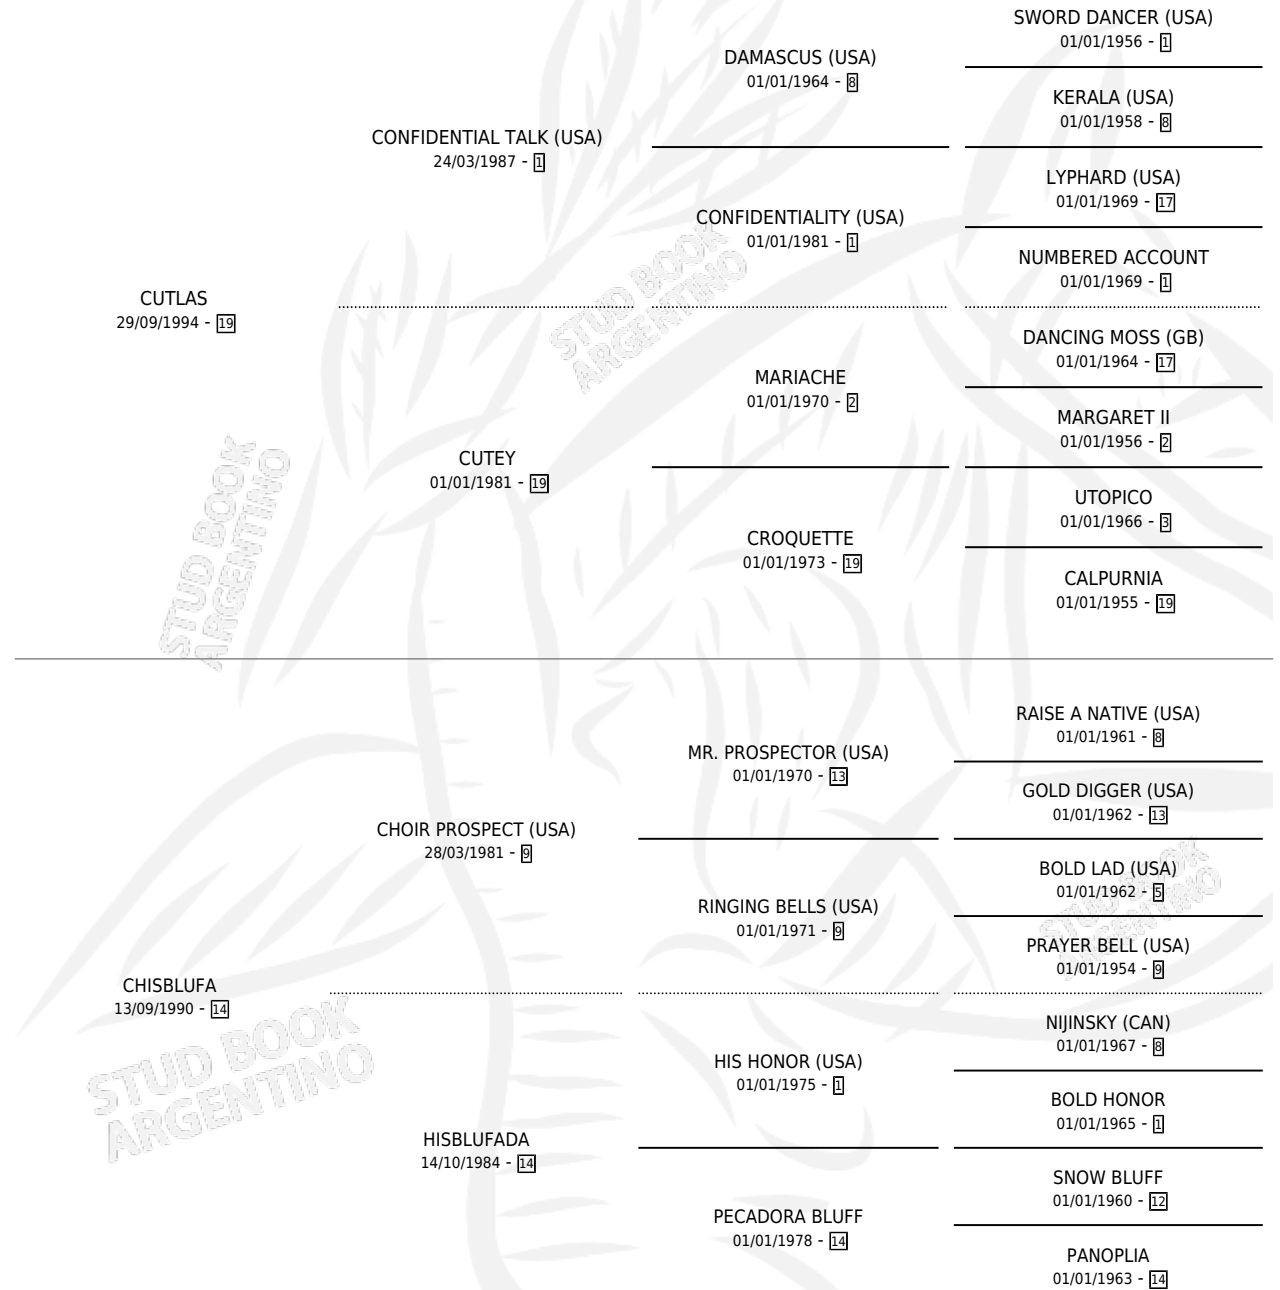 SWORD DANCER (USA)
01/01/1956 - 1
DAMASCUS (USA)
01/01/1964 - 8
KERALA (USA)
01/01/1958 - 8
CONFIDENTIAL TALK (USA)
24/03/1987 - 1
LYPHARD (USA)
01/01/1969 - 17
CONFIDENTIALITY (USA)
01/01/1981 - 1
NUMBERED ACCOUNT
01/01/1969 - 1
CUTLAS
29/09/1994 - 19
STUD BOOK
ARGENTINO
DANCING MOSS (GB)
01/01/1964 - 17
MARIACHE
01/01/1970 - 2
MARGARET II
01/01/1956 - 2
CUTEY
01/01/1981 - 19
UTOPICO
01/01/1966 - 3
CROQUETTE
01/01/1973 - 19
CALPURNIA
01/01/1955 - 19
STUD BOOK
ARGENTINO
RAISE A NATIVE (USA)
01/01/1961 - 8
MR. PROSPECTOR (USA)
01/01/1970 - 13
GOLD DIGGER (USA)
01/01/1962 - 13
CHOIR PROSPECT (USA)
28/03/1981 - 9
BOLD LAD (USA)
01/01/1962 - 5
RINGING BELLS (USA)
01/01/1971 - 9
STUD BOOK
ARGENTINO
PRAYER BELL (USA)
01/01/1954 - 9
CHISBLUFA
13/09/1990 - 14
NIJINSKY (CAN)
01/01/1967 - 8
HIS HONOR (USA)
01/01/1975 - 1
BOLD HONOR
01/01/1965 - 1
STUD BOOK
ARGENTINO
HISBLUFADA
14/10/1984 - 14
SNOW BLUFF
01/01/1960 - 12
PECADORA BLUFF
01/01/1978 - 14
PANOPLIA
01/01/1963 - 14